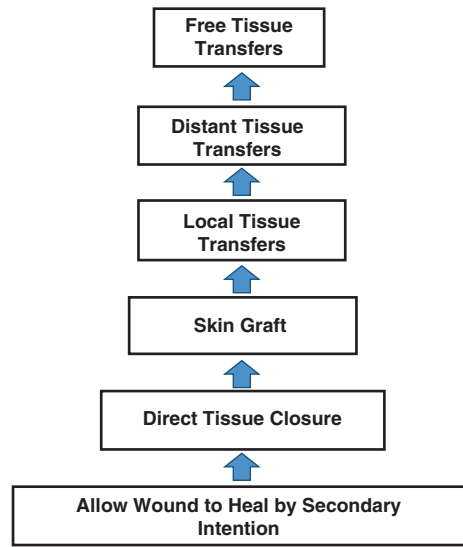 Free Tissue
Transfers
Distant Tissue
Transfers
Local Tissue
Transfers
Skin Graft
Direct Tissue Closure
Allow Wound to Heal by Secondary
Intention